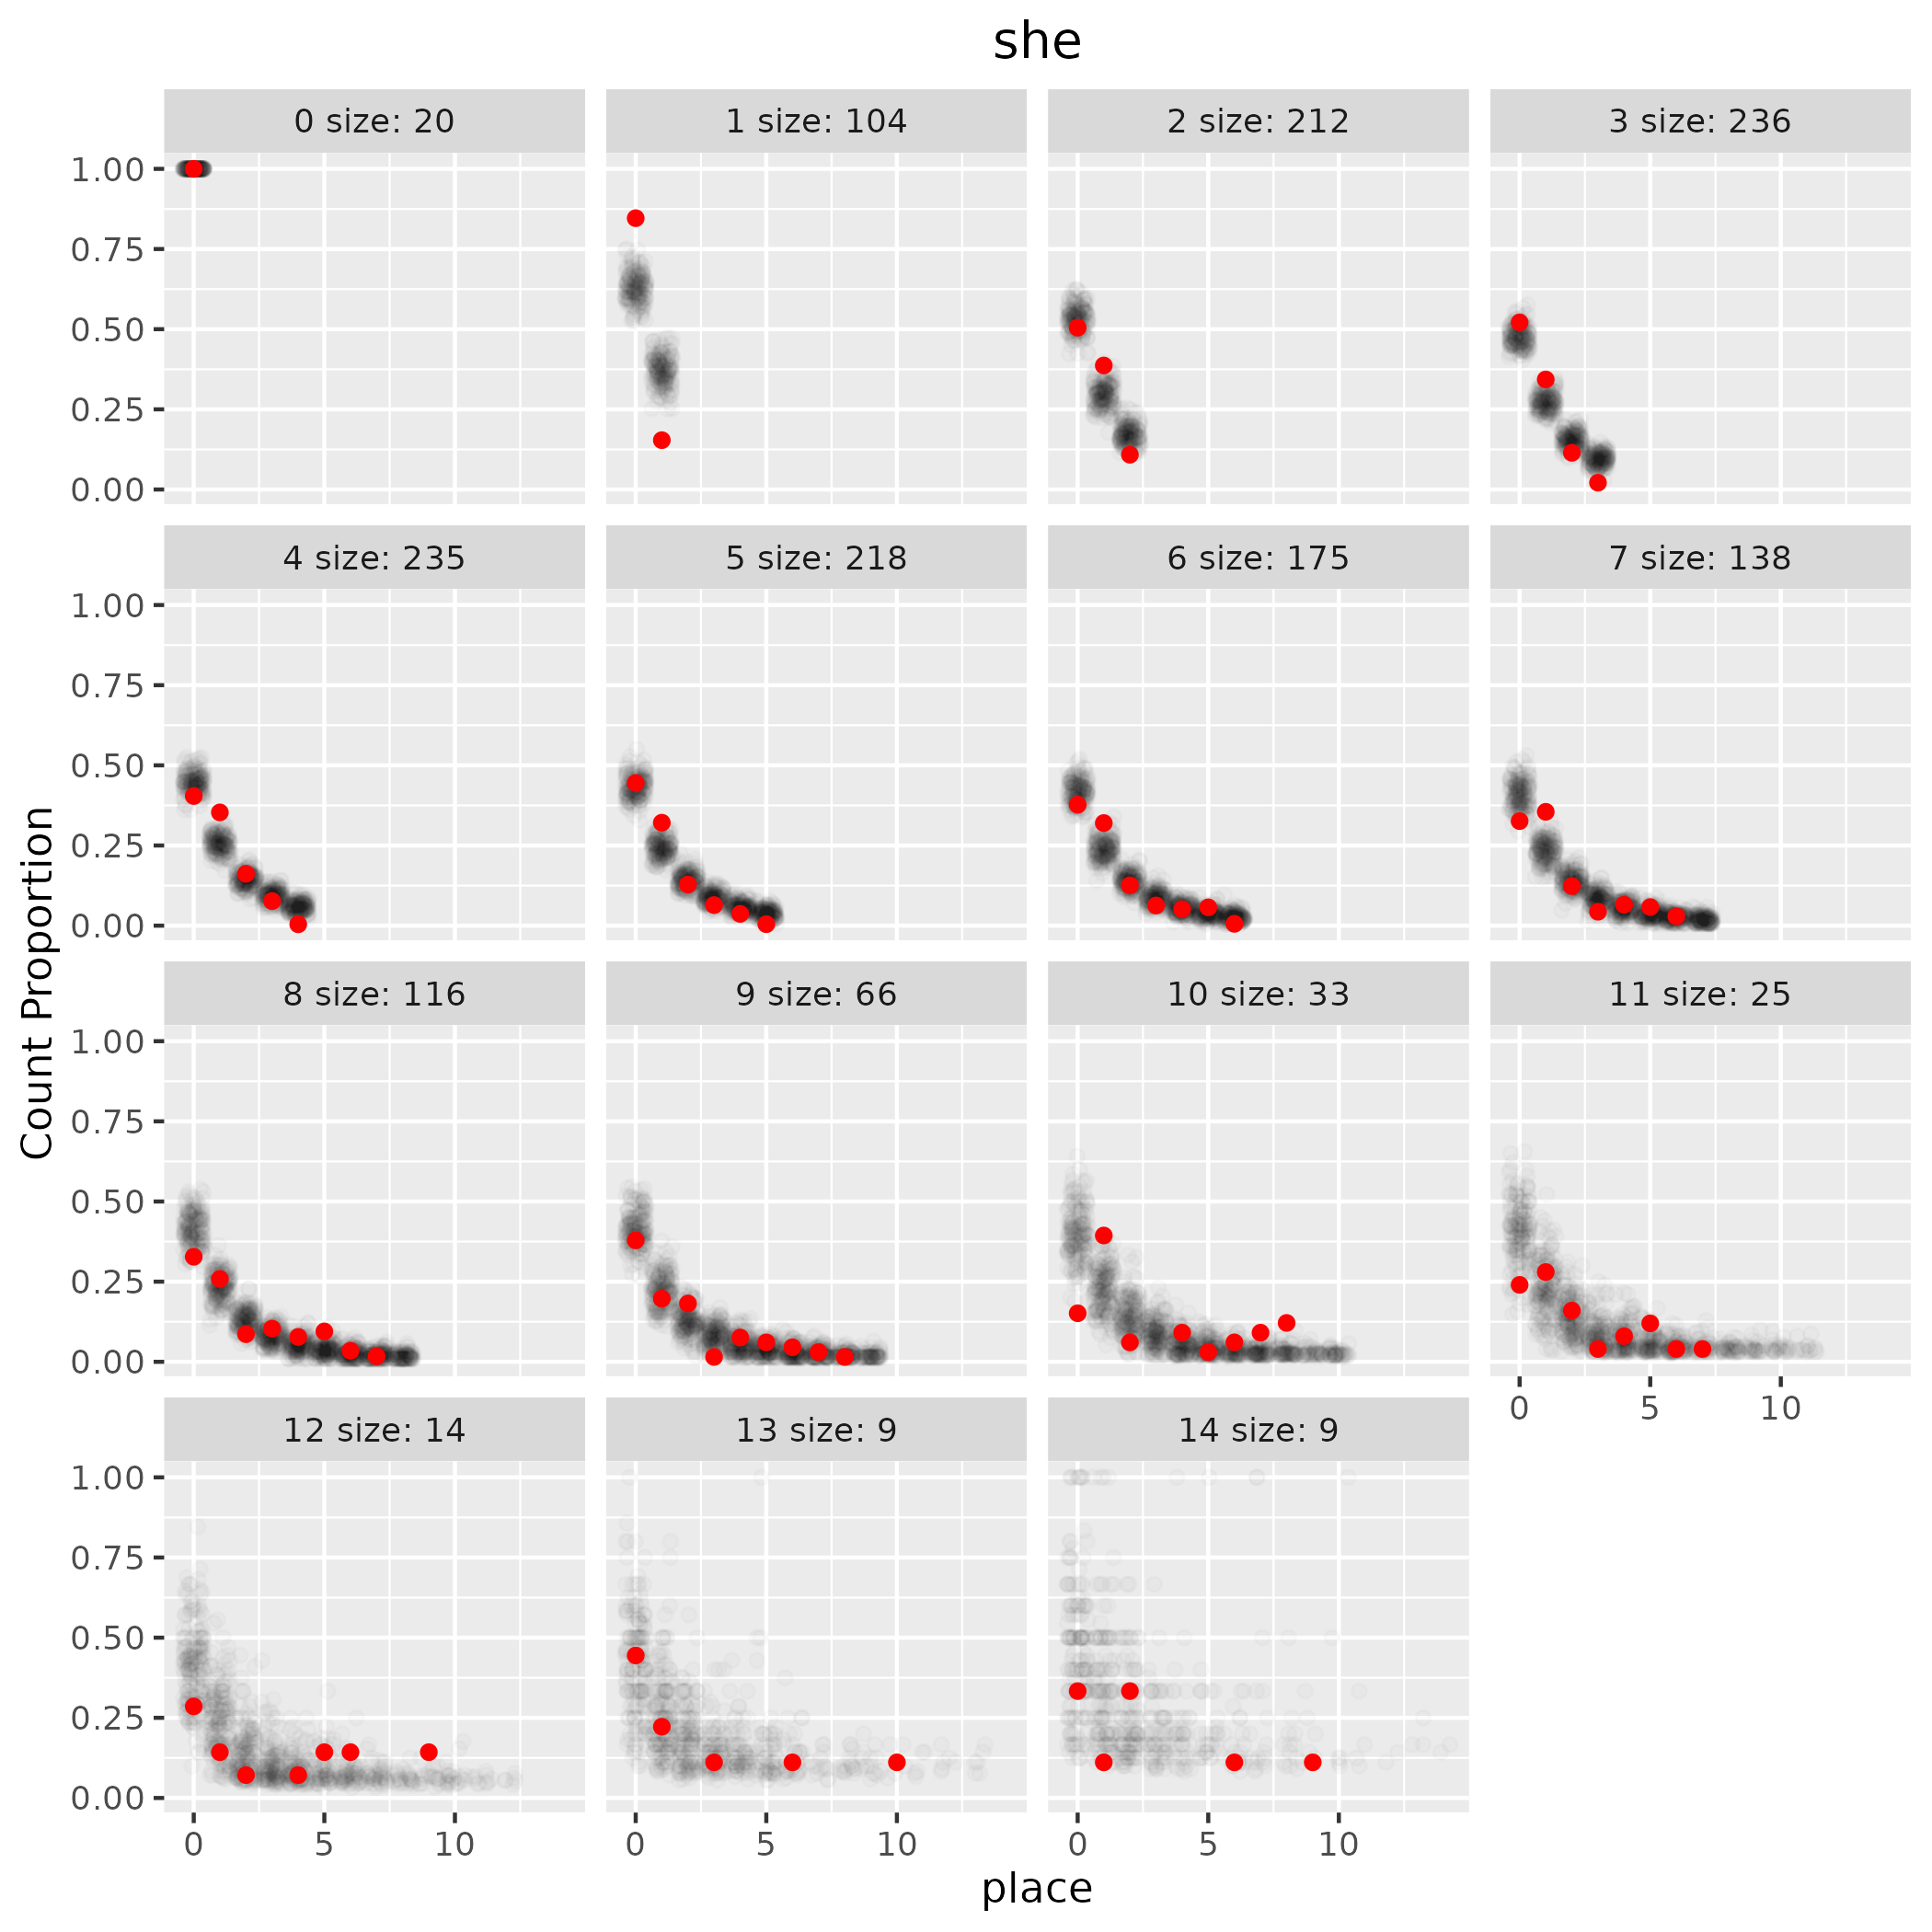 she
0 size: 20
1 size: 104
2 size: 212
3 size: 236
1.00
0.75
0.50
0.25
0.00
4 size: 235
5 size: 218
6 size: 175
7 size: 138
1.00
0.75
0.50
0.25
0.00
Count Proportion
8 size: 116
9 size: 66
10 size: 33
11 size: 25
1.00
0.75
0.50
0.25
0.00
0 5 10
12 size: 14
13 size: 9
14 size: 9
1.00
0.75
0.50
0.25
0.00
0 5 10
0 5 10
0 5 10
place